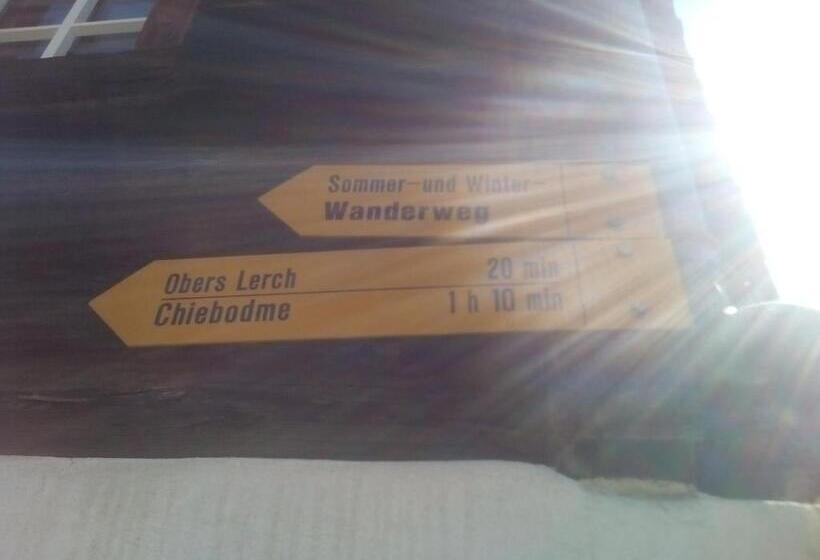 Sommer-und Winter-
Wanderweg
Obers Lerch 20 min
Chiebodme 1 h 10 min